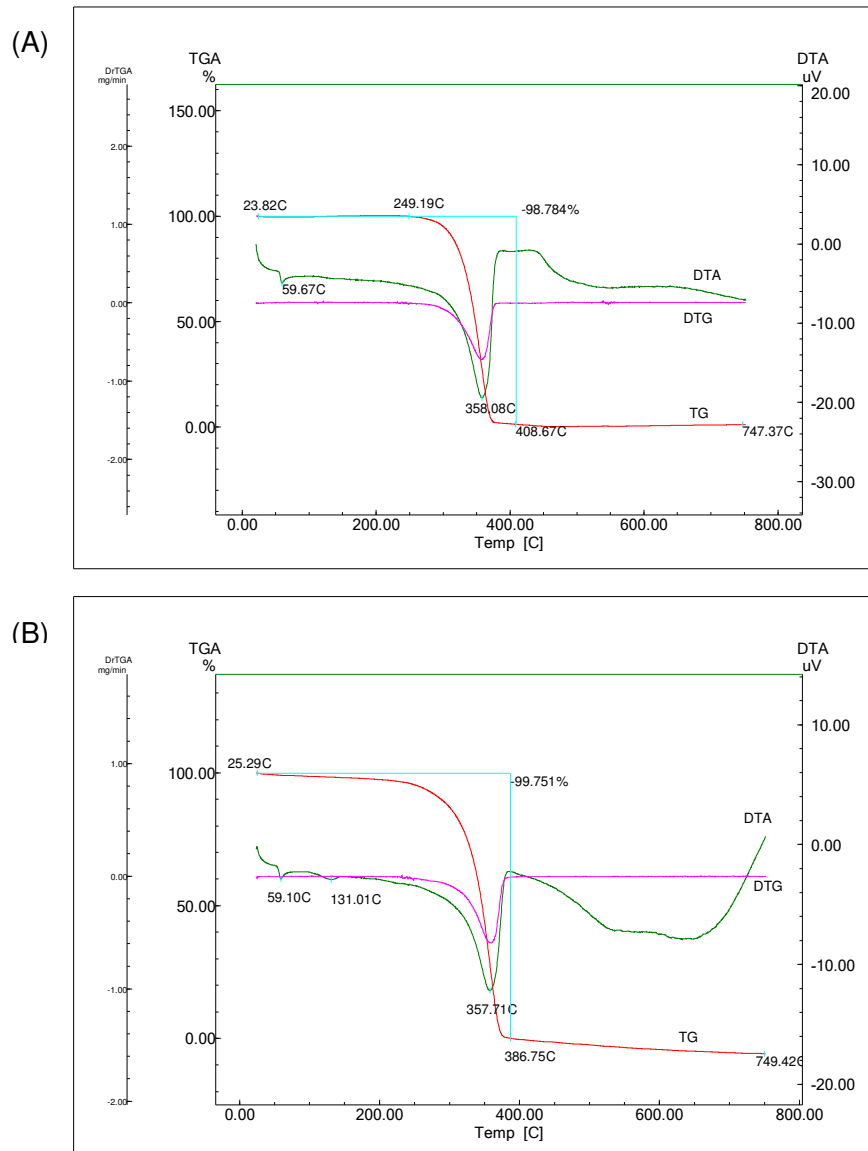 (A)
TGA
%
DrTGA
mg/min
DTA
uV
20.00
150.00
2.00
10.00
23.82C
249.19C
-98.784%
100.00
1.00
0.00
DTA
59.67C
0.00
DTG
-10.00
50.00
-1.00
358.08C
TG
-20.00
0.00
408.67C
747.37C
-2.00
-30.00
0.00
200.00
400.00
600.00
800.00
Temp [C]
(B)
TGA
%
DrTGA
mg/min
DTA
uV
10.00
25.29C
1.00
100.00
-99.751%
DTA
0.00
0.00
DTG
59.10C
131.01C
50.00
-10.00
-1.00
357.71C
0.00
TG
386.75C
749.42C
-20.00
-2.00
0.00
200.00
400.00
600.00
800.00
Temp [C]